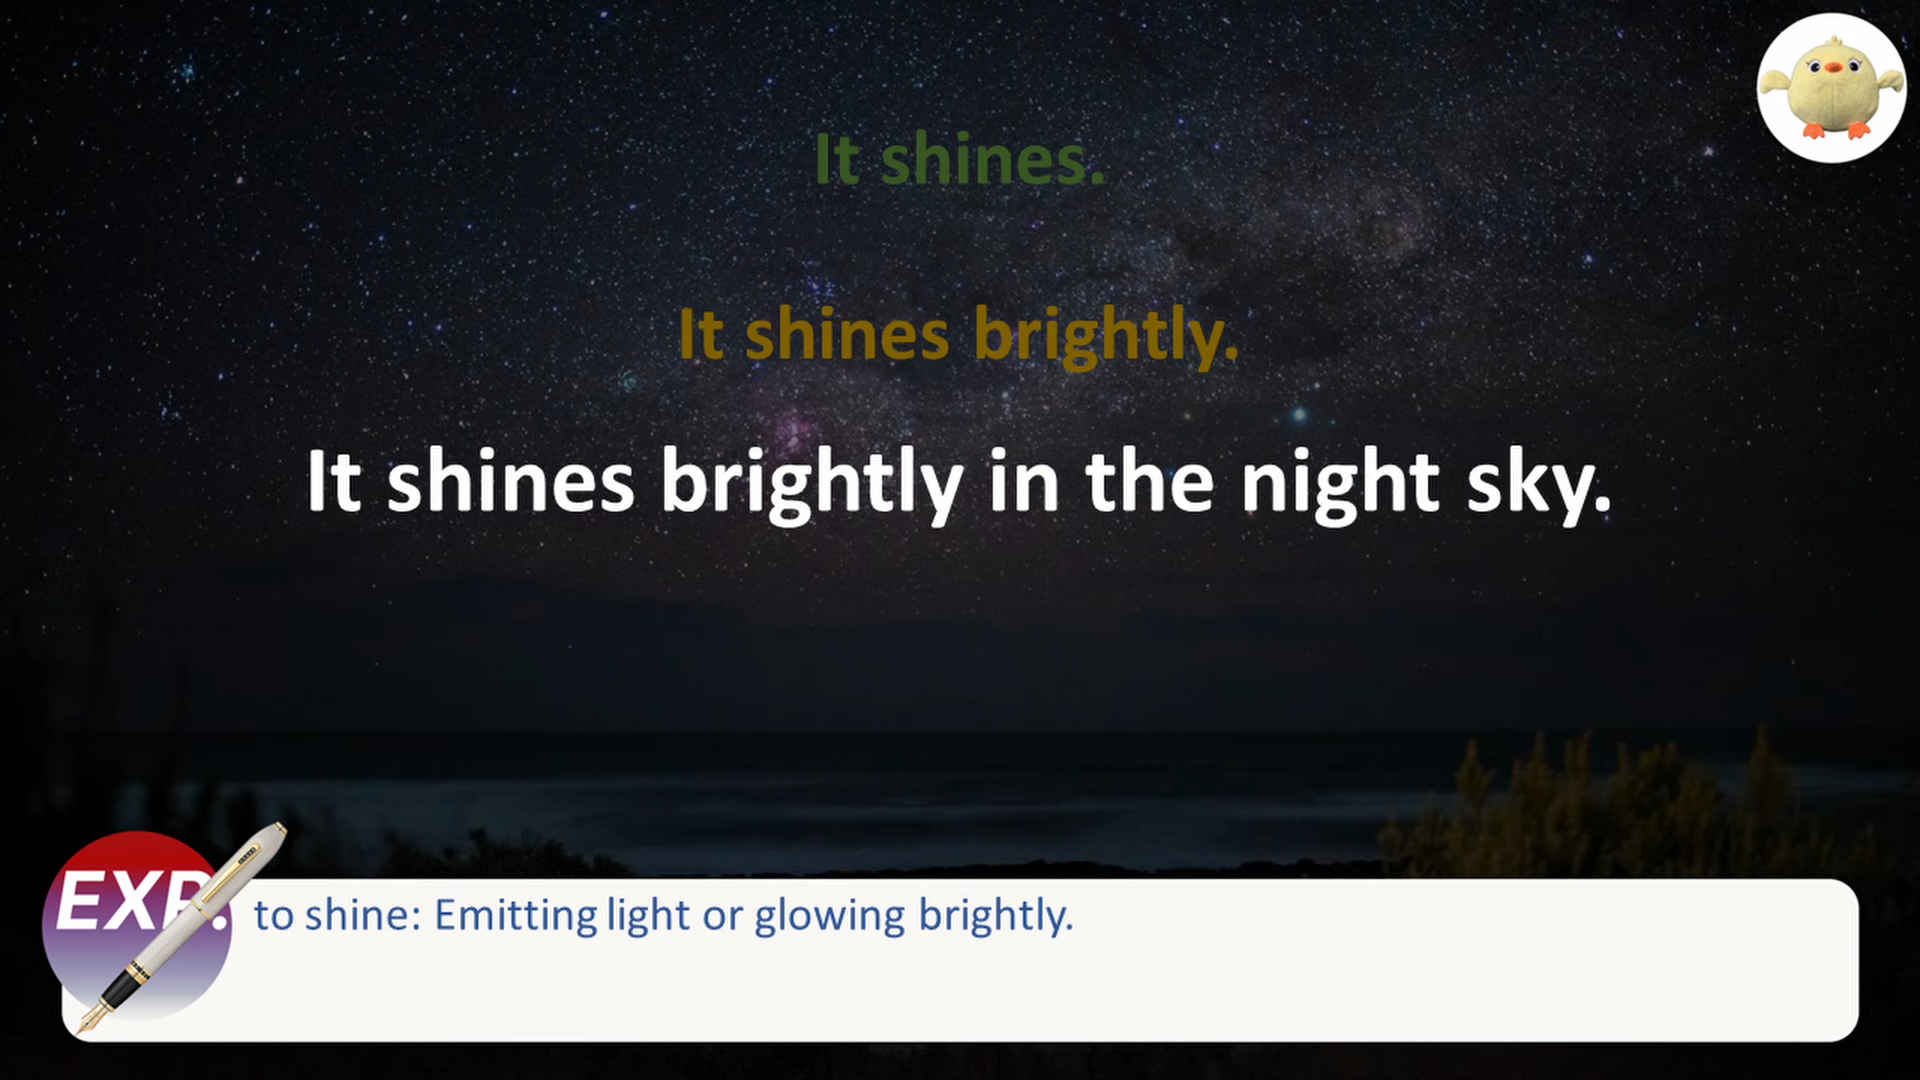 It shines.
It shines brightly.
It shines brightly in the night sky.
EXP.
to shine: Emitting light or glowing brightly.